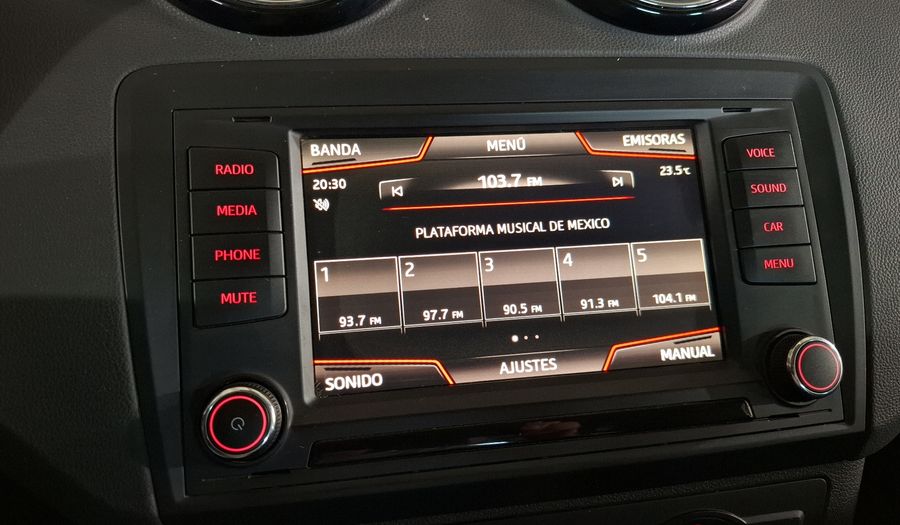 BANDA
MENÚ
EMISORAS
RADIO
MEDIA
PHONE
MUTE
20:30
103.7 FM
23.5℃
PLATAFORMA MUSICAL DE MEXICO
1
2
3
4
5
93.7 FM
97.7 FM
90.5 FM
91.3 FM
104.1 FM
SONIDO
AJUSTES
MANUAL
VOICE
SOUND
CAR
MENU